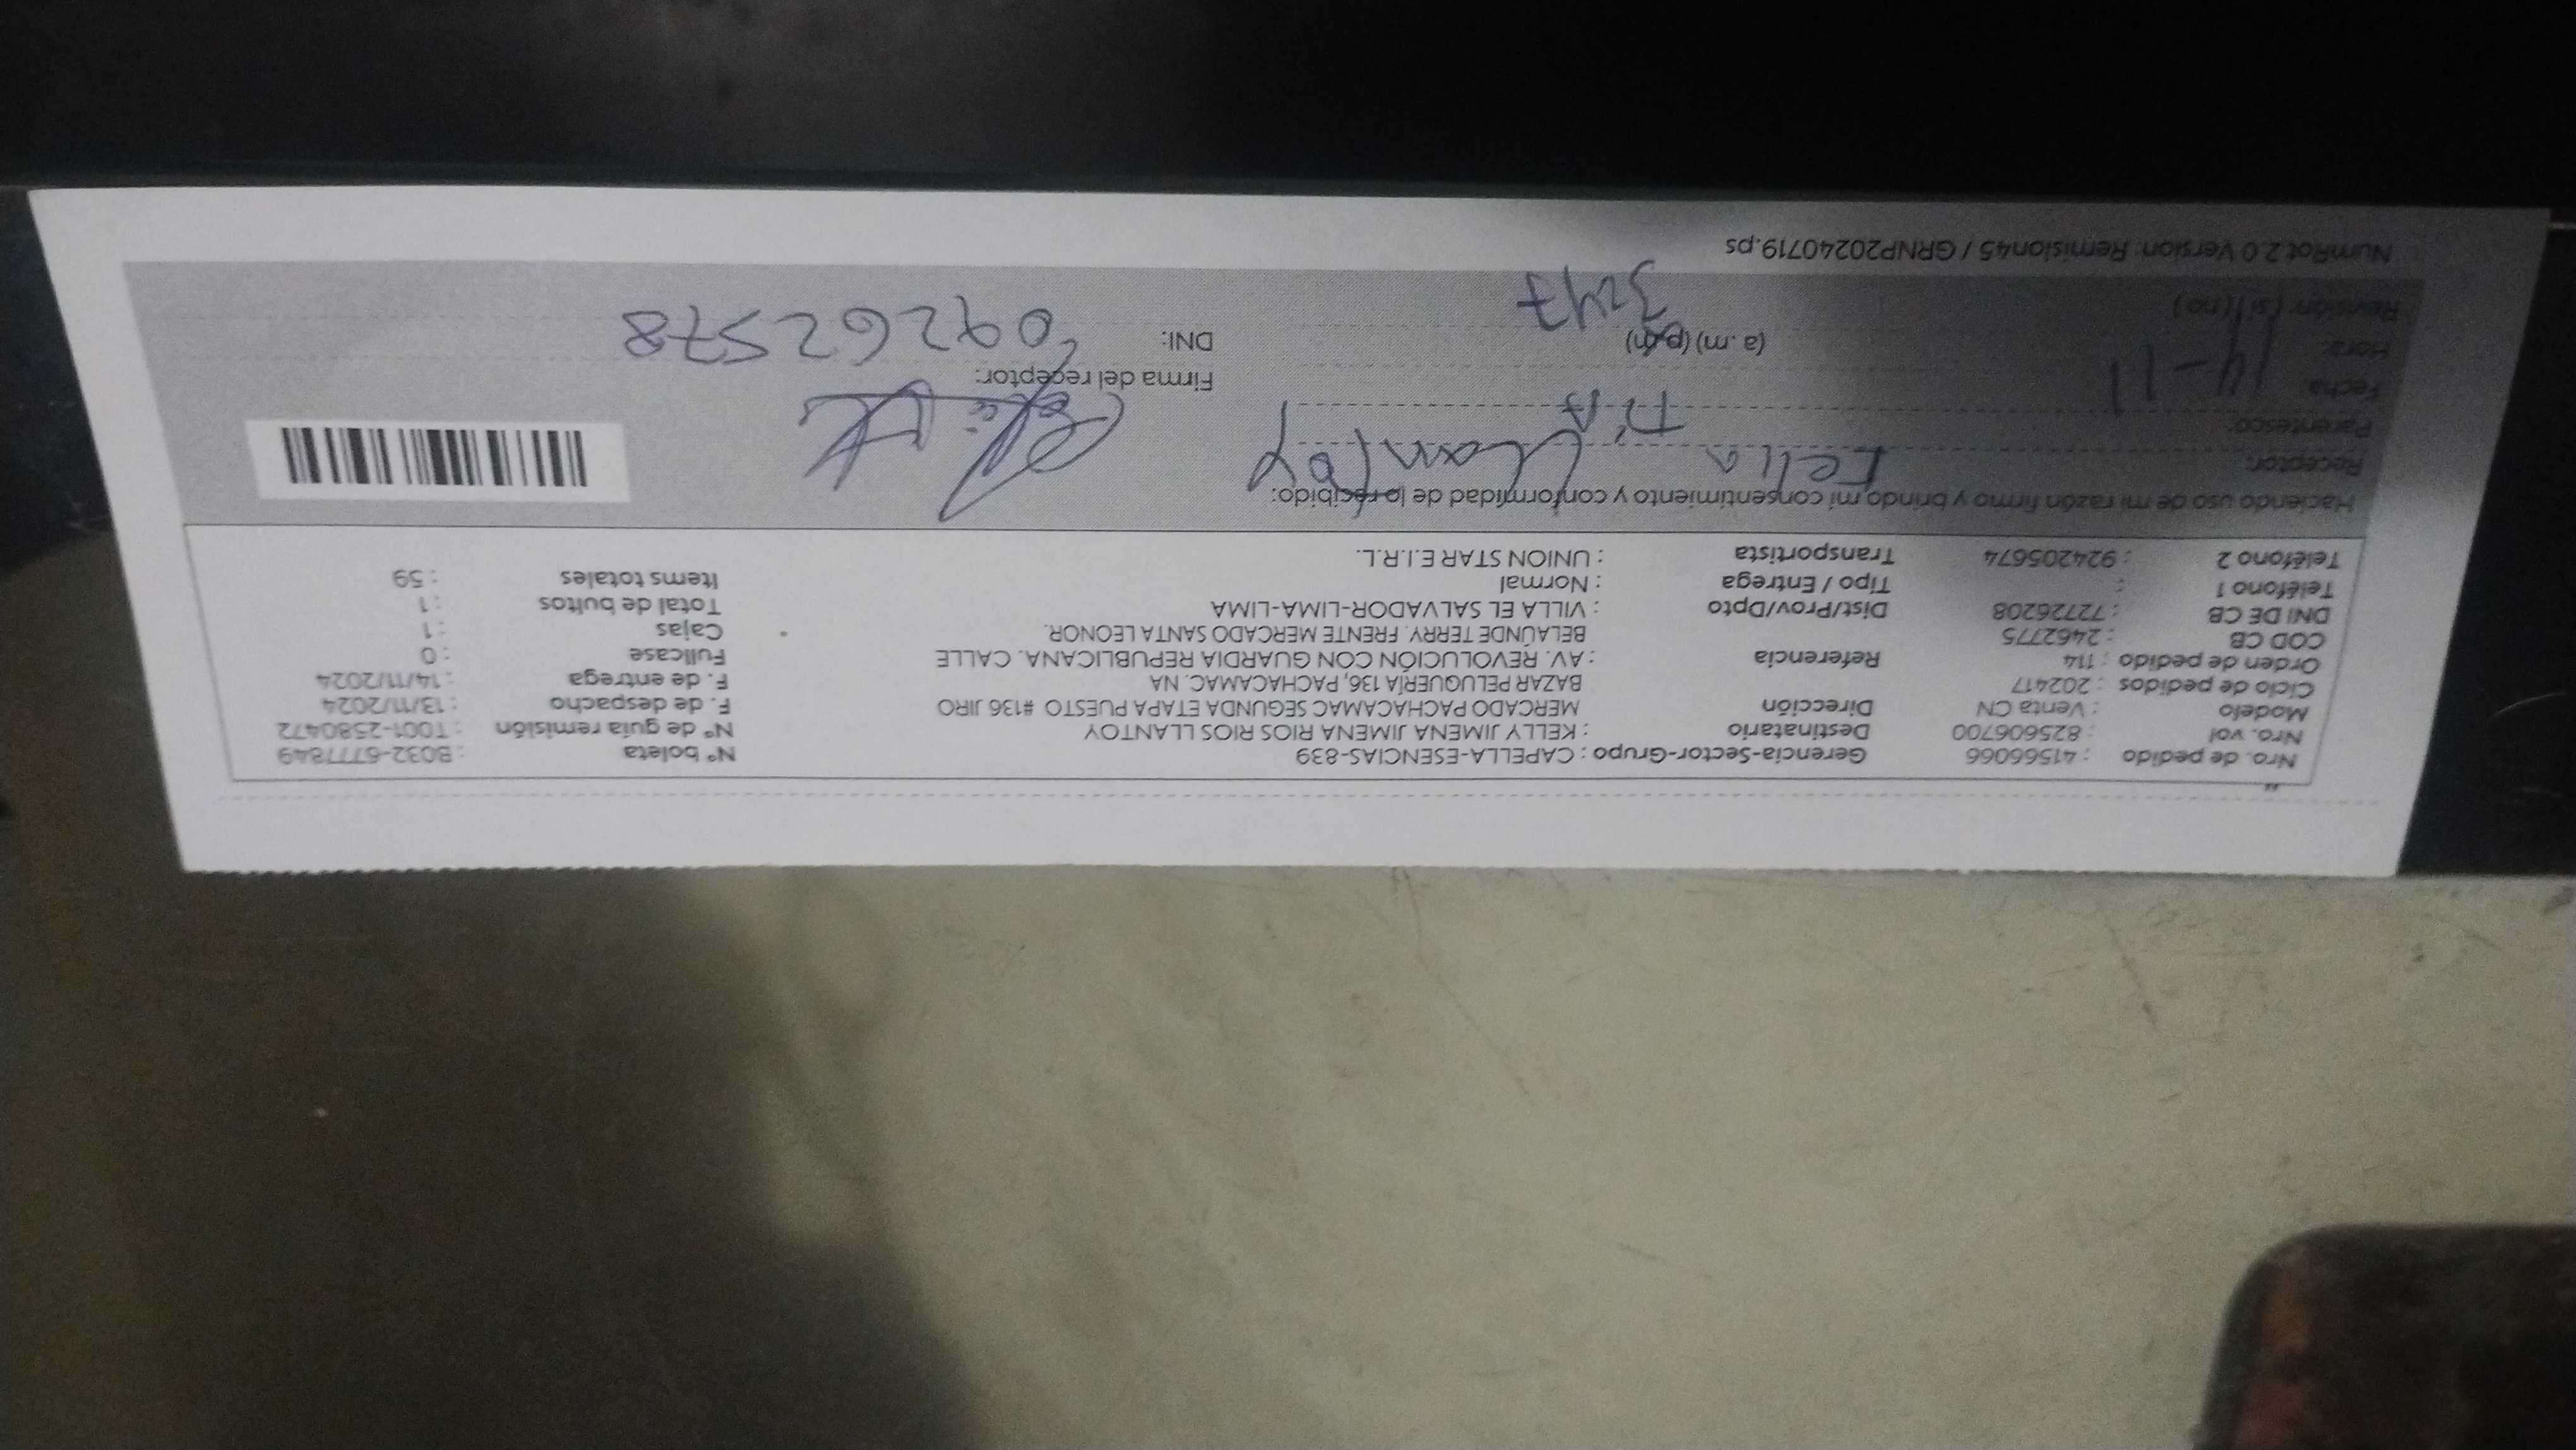 Nro. de pedido : 41566066 Gerencia-Sector-Grupo : CAPELLA-ESENCIAS-839 N° boleta : B032-6777849
Nro. vol : 825606700 Destinatario : KELLY JIMENA JIMENA RIOS RIOS LLANTOY N° de guía remisión : T001-2580472
Modelo : Venta CN Dirección MERCADO PACHACAMAC SEGUNDA ETAPA PUESTO #136 JIRO F. de despacho : 13/11/2024
Ciclo de pedidos : 202417 BAZAR PELUQUERÍA 136, PACHACAMAC. NA F. de entrega : 14/11/2024
Orden de pedido : 114 Referencia : AV. REVOLUCIÓN CON GUARDIA REPUBLICANA. CALLE Fullcase : 0
COD CB : 2462775 BELAÚNDE TERRY. FRENTE MERCADO SANTA LEONOR. Cajas : 1
DNI DE CB : 72726208 Dist/Prov/Dpto : VILLA EL SALVADOR-LIMA-LIMA Total de bultos : 1
Teléfono 1 : Tipo / Entrega : Normal Items totales : 59
Teléfono 2 : 924205674 Transportista : UNION STAR E.I.R.L.
Haciendo uso de mi razón firmo y brindo mi consentimiento y conformidad de lo recibido:
Receptor: Felia Llantoy
Parentesco: TiA
Fecha: 14-11 Firma del receptor:
Hora: (a.m) (p.m) DNI: 09262578
Revisión: (si) (no) 3247
NumRot 2.0 Version: Remision45 / GRNP20240719.ps